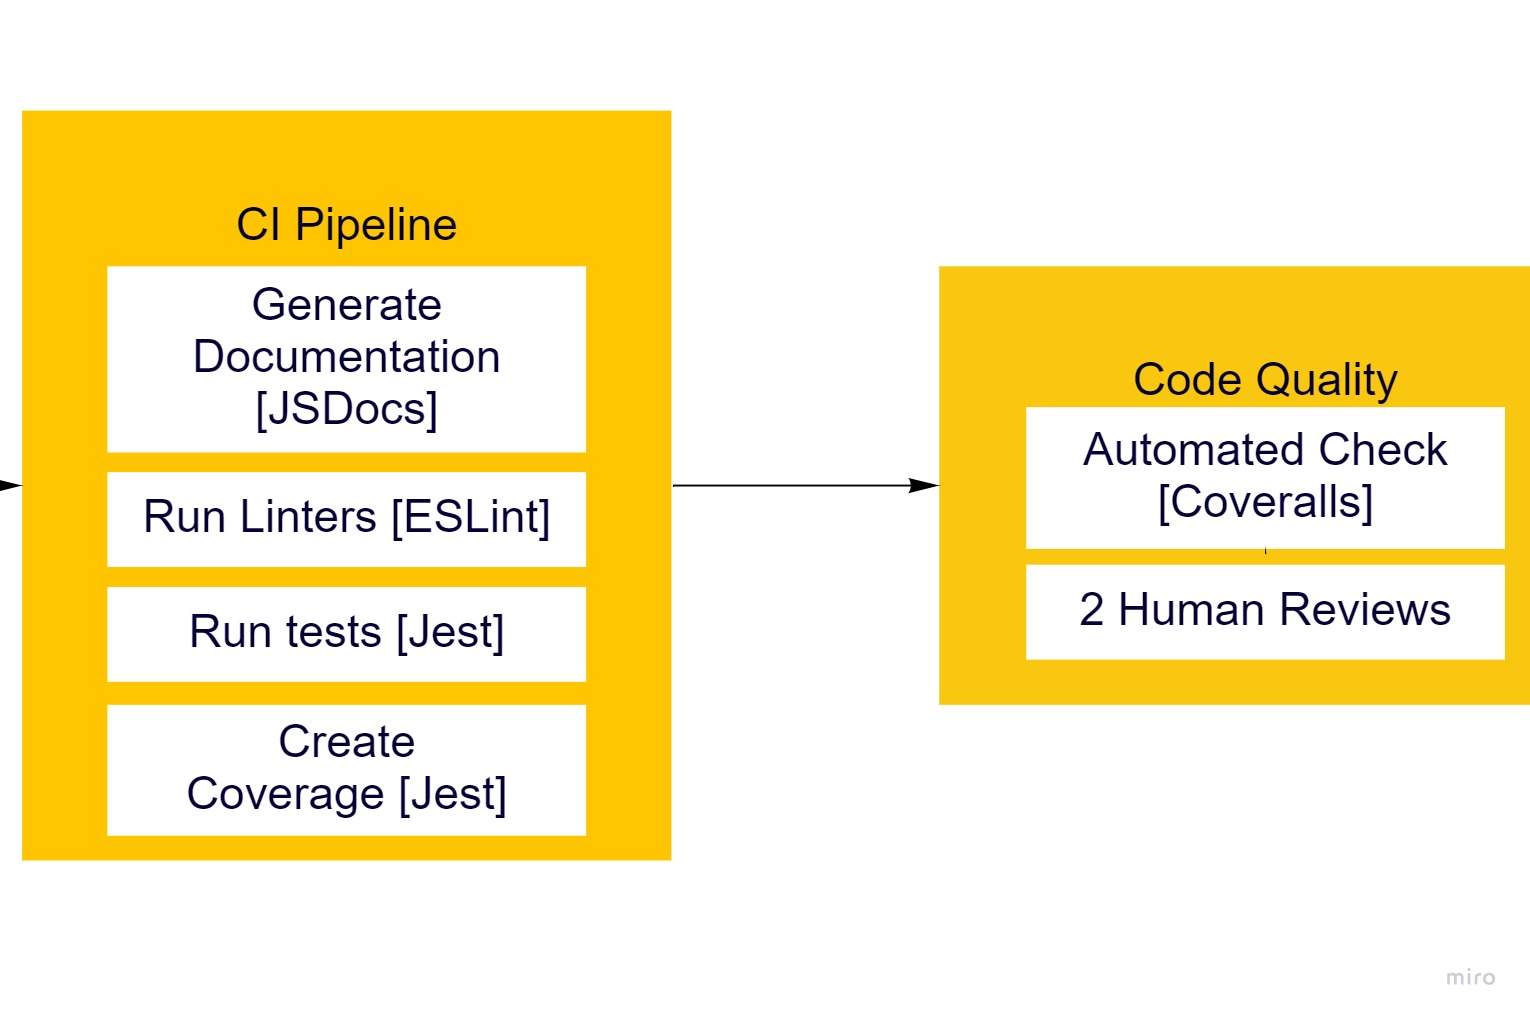 CI Pipeline
Generate
Documentation
[JSDocs]
Run Linters [ESLint]
Run tests [Jest]
Create
Coverage [Jest]
Code Quality
Automated Check
[Coveralls]
2 Human Reviews
miro